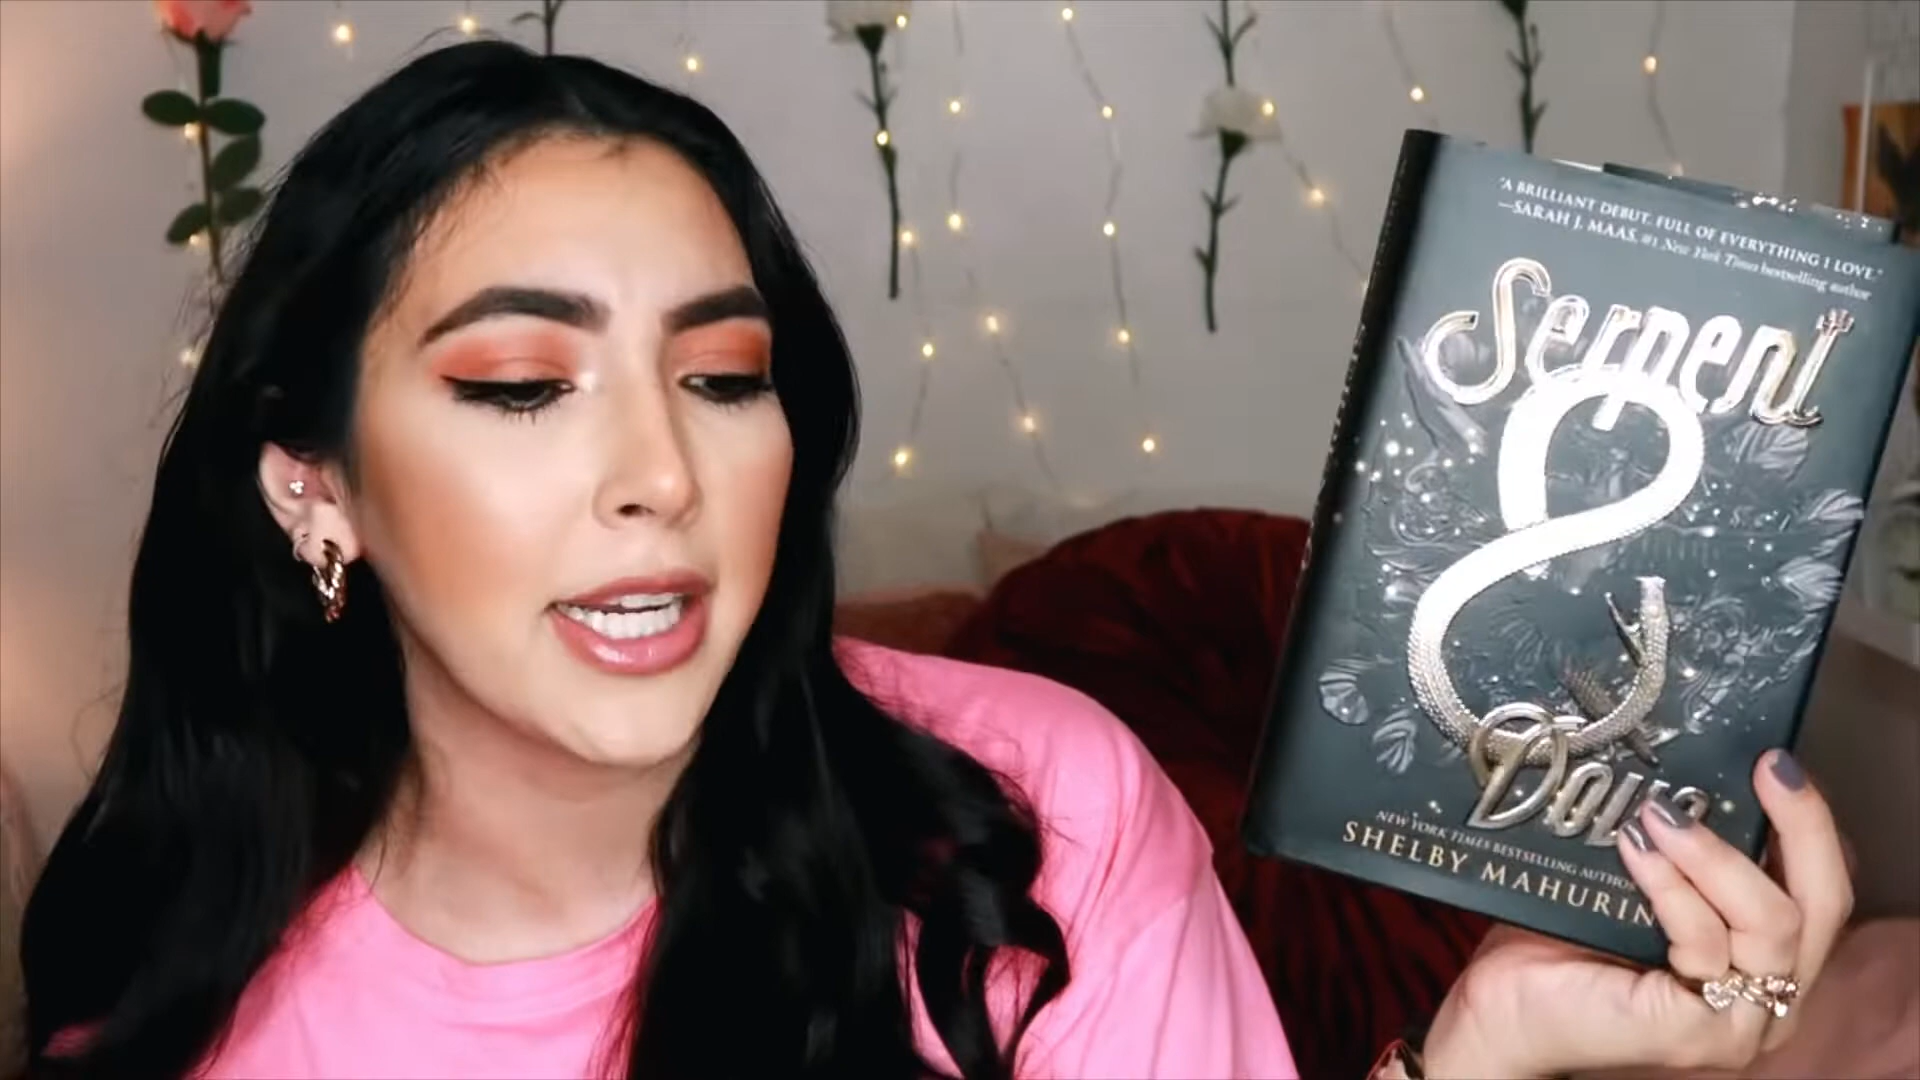 "A BRILLIANT DEBUT, FULL OF EVERYTHING I LOVE."
—SARAH J. MAAS, #1 New York Times bestselling author
Serpent
&
Dove
NEW YORK TIMES BESTSELLING AUTHOR
SHELBY MAHURIN